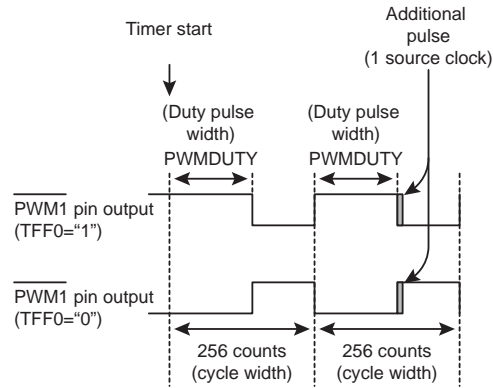 Additional
pulse
(1 source clock)
Timer start
(Duty pulse
width)
PWMDUTY
(Duty pulse
width)
PWMDUTY
PWM1 pin output
(TFF0=“1”)
PWM1 pin output
(TFF0=“0”)
256 counts
(cycle width)
256 counts
(cycle width)